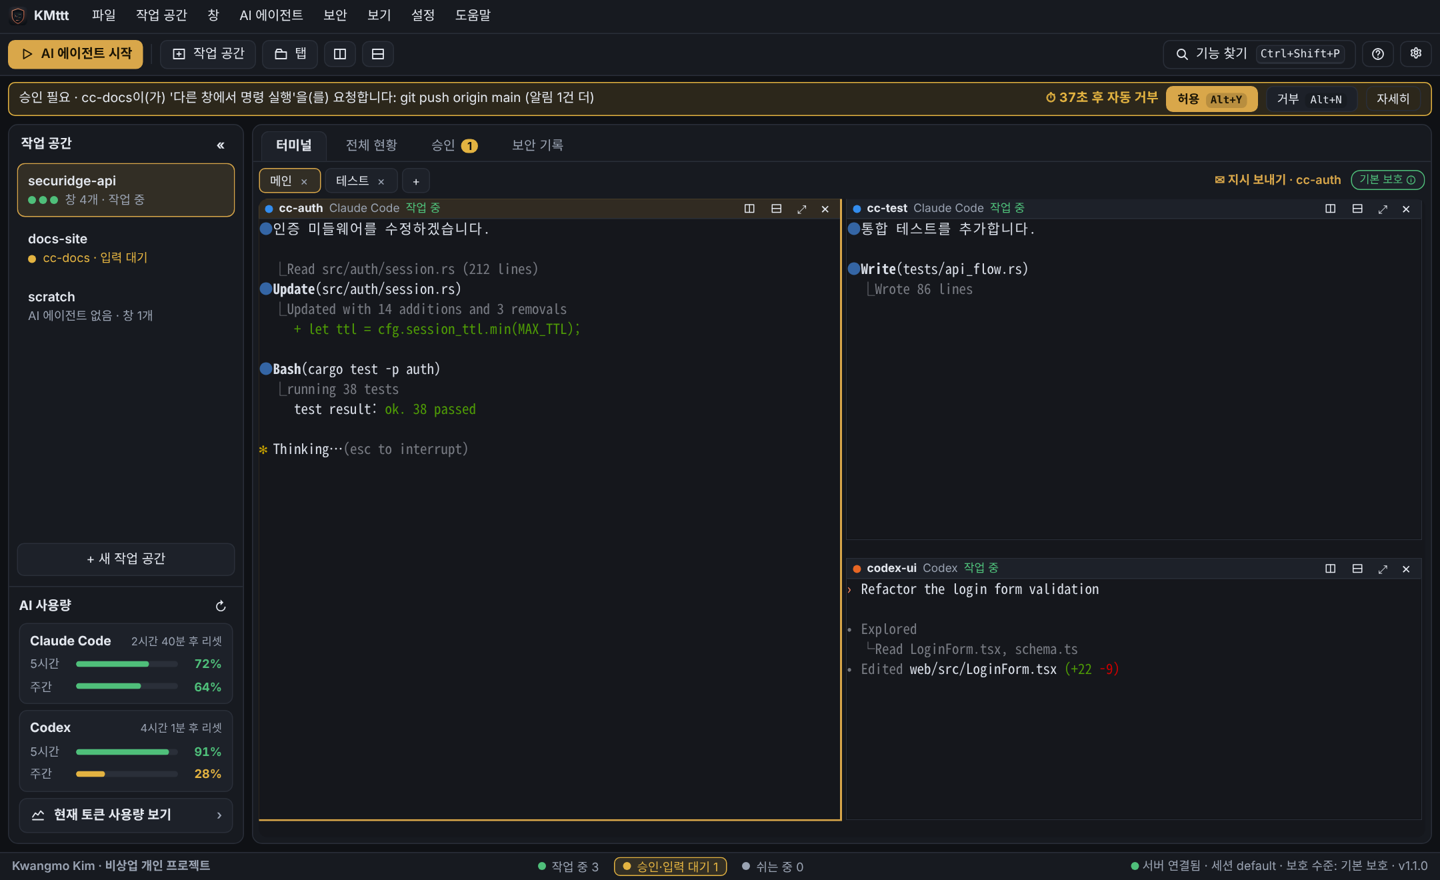 KMttt 파일 작업 공간 창 AI 에이전트 보안 보기 설정 도움말
AI 에이전트 시작 작업 공간 탭 기능 찾기 Ctrl+Shift+P
승인 필요 · cc-docs이(가) '다른 창에서 명령 실행'을(를) 요청합니다: git push origin main (알림 1건 더) 37초 후 자동 거부 허용 Alt+Y 거부 Alt+N 자세히
작업 공간 «
securidge-api
창 4개 · 작업 중
docs-site
cc-docs · 입력 대기
scratch
AI 에이전트 없음 · 창 1개
+ 새 작업 공간
AI 사용량
Claude Code 2시간 40분 후 리셋
5시간 72%
주간 64%
Codex 4시간 1분 후 리셋
5시간 91%
주간 28%
현재 토큰 사용량 보기 ›
터미널 전체 현황 승인 1 보안 기록
메인 × 테스트 × + 지시 보내기 · cc-auth 기본 보호
cc-auth Claude Code 작업 중
인증 미들웨어를 수정하겠습니다.
Read src/auth/session.rs (212 lines)
Update(src/auth/session.rs)
Updated with 14 additions and 3 removals
+ let ttl = cfg.session_ttl.min(MAX_TTL);
Bash(cargo test -p auth)
running 38 tests
test result: ok. 38 passed
✻ Thinking…(esc to interrupt)
cc-test Claude Code 작업 중
통합 테스트를 추가합니다.
Write(tests/api_flow.rs)
Wrote 86 lines
codex-ui Codex 작업 중
› Refactor the login form validation
• Explored
└Read LoginForm.tsx, schema.ts
• Edited web/src/LoginForm.tsx (+22 -9)
Kwangmo Kim · 비상업 개인 프로젝트 작업 중 3 승인·입력 대기 1 쉬는 중 0 서버 연결됨 · 세션 default · 보호 수준: 기본 보호 · v1.1.0